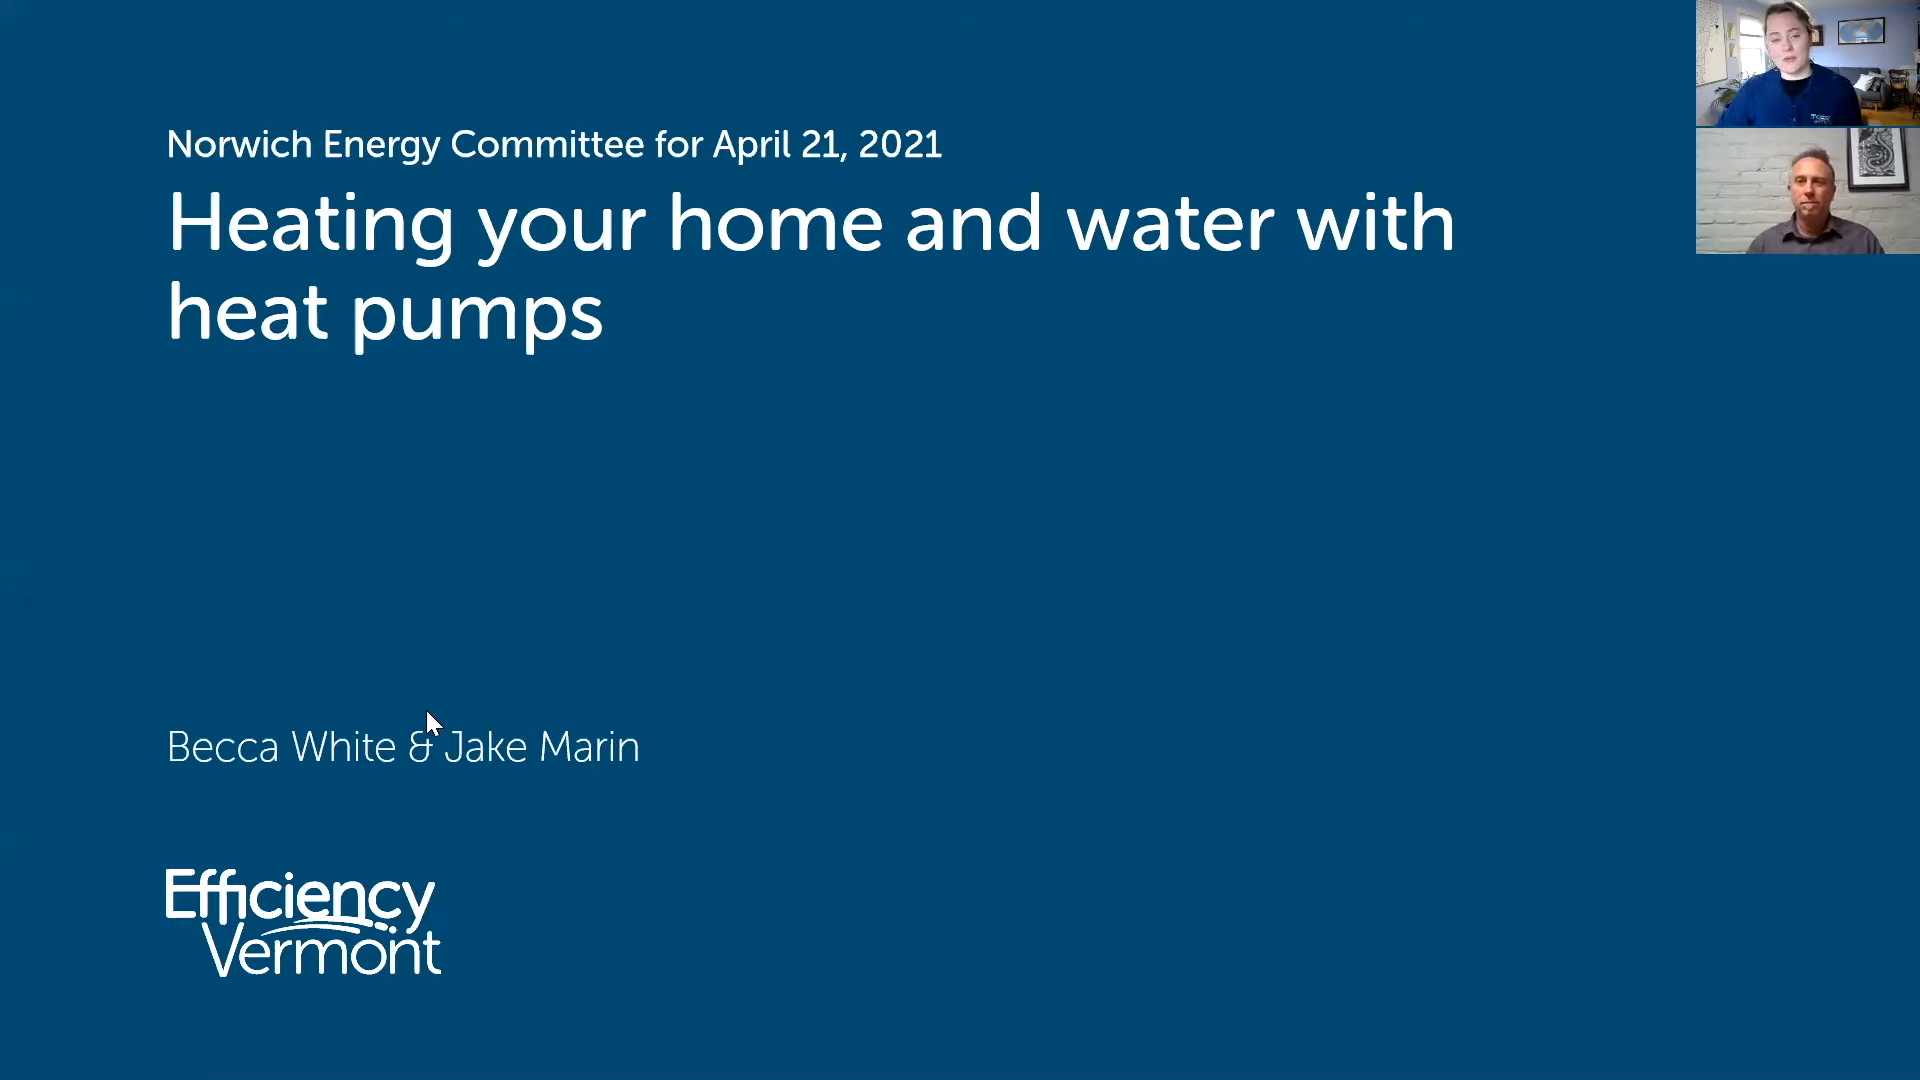 Norwich Energy Committee for April 21, 2021
Heating your home and water with
heat pumps
Becca White & Jake Marin
Efficiency
Vermont